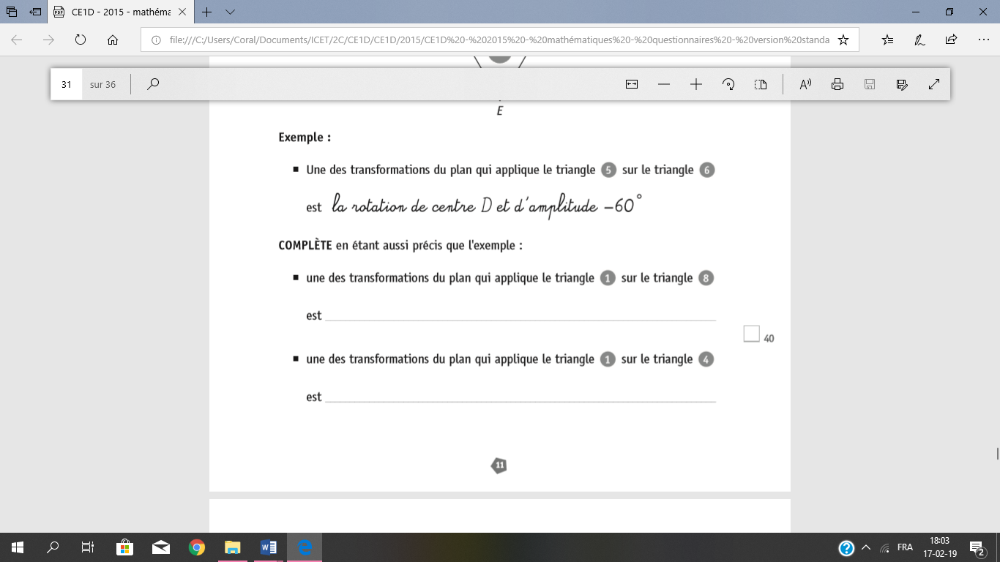 CE1D - 2015 - mathéma
file:///C:/Users/Coral/Documents/ICET/2C/CE1D/CE1D/2015/CE1D%20-%202015%20-%20mathématiques%20-%20questionnaires%20-%20version%20standa
31 sur 36
E
Exemple :
▪ Une des transformations du plan qui applique le triangle 5 sur le triangle 6
est la rotation de centre D et d'amplitude –60°
COMPLÈTE en étant aussi précis que l'exemple :
▪ une des transformations du plan qui applique le triangle 1 sur le triangle 8
est
40
▪ une des transformations du plan qui applique le triangle 1 sur le triangle 4
est
11
FRA
18:03
17-02-19
2